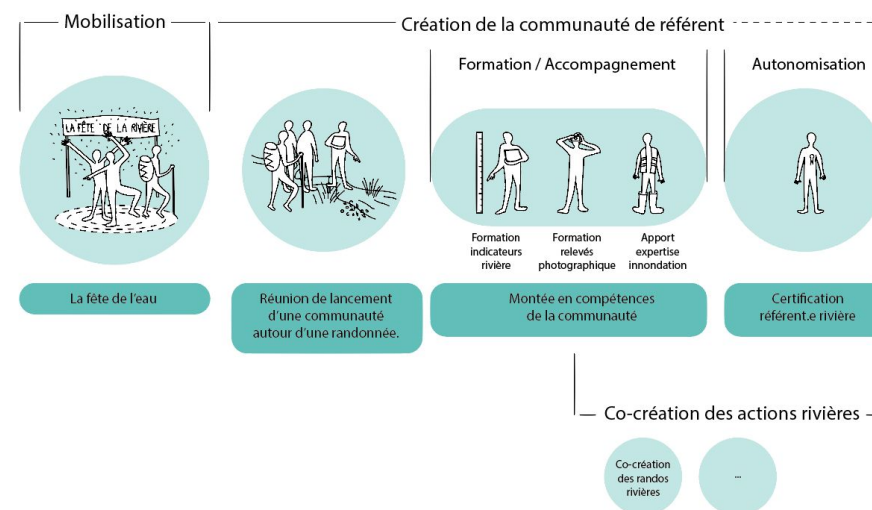 Mobilisation
Création de la communauté de référent
Formation / Accompagnement
Autonomisation
LA FÊTE DE LA RIVIÈRE
Formation
indicateurs
rivière
Formation
relevés
photographique
Apport
expertise
innondation
La fête de l'eau
Réunion de lancement
d'une communauté
autour d'une randonnée.
Montée en compétences
de la communauté
Certification
référent.e rivière
Co-création des actions rivières
Co-création
des randos
rivières
...